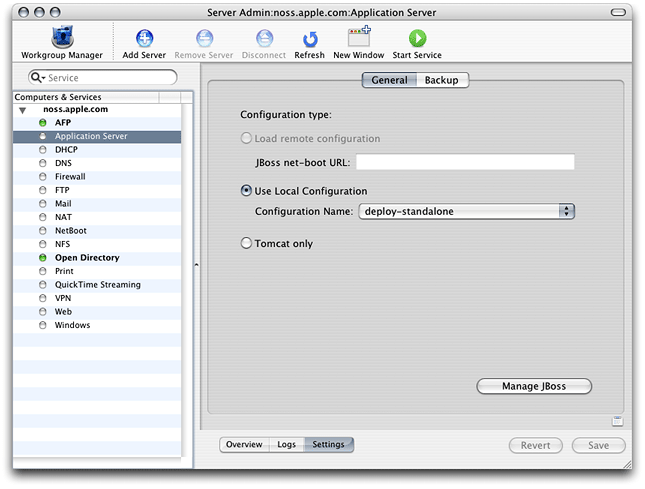 Server Admin:noss.apple.com:Application Server
Workgroup Manager
Add Server
Remove Server
Disconnect
Refresh
New Window
Start Service
Service
General
Backup
Computers & Services
noss.apple.com
AFP
Application Server
DHCP
DNS
Firewall
FTP
Mail
NAT
NetBoot
NFS
Open Directory
Print
QuickTime Streaming
VPN
Web
Windows
Configuration type:
Load remote configuration
JBoss net-boot URL:
Use Local Configuration
Configuration Name: deploy-standalone
Tomcat only
Manage JBoss
Overview
Logs
Settings
Revert
Save